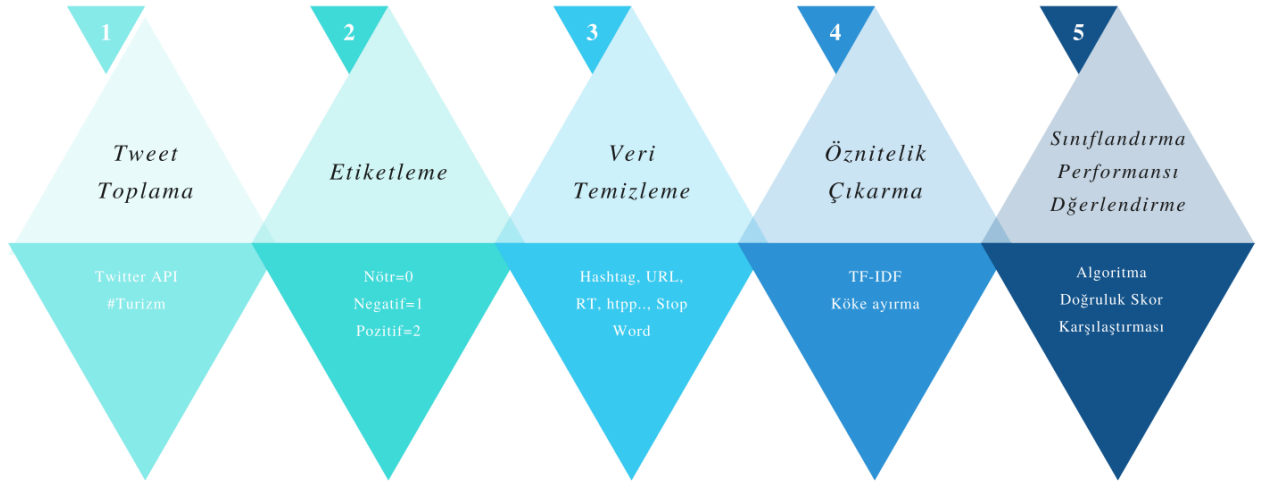 1
Tweet
Toplama
Twitter API
#Turizm
2
Etiketleme
Nötr=0
Negatif=1
Pozitif=2
3
Veri
Temizleme
Hashtag, URL,
RT, htpp.., Stop
Word
4
Öznitelik
Çıkarma
TF-IDF
Köke ayırma
5
Sınıflandırma
Performansı
Dğerlendirme
Algoritma
Doğruluk Skor
Karşılaştırması